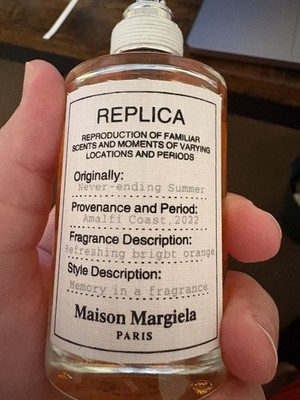 REPLICA
REPRODUCTION OF FAMILIAR
SCENTS AND MOMENTS OF VARYING
LOCATIONS AND PERIODS
Originally:
Never-ending Summer
Provenance and Period:
Amalfi Coast, 2022
Fragrance Description:
Refreshing brigbt orange
Style Description:
Memory in a fragrance
Maison Margiela
PARIS